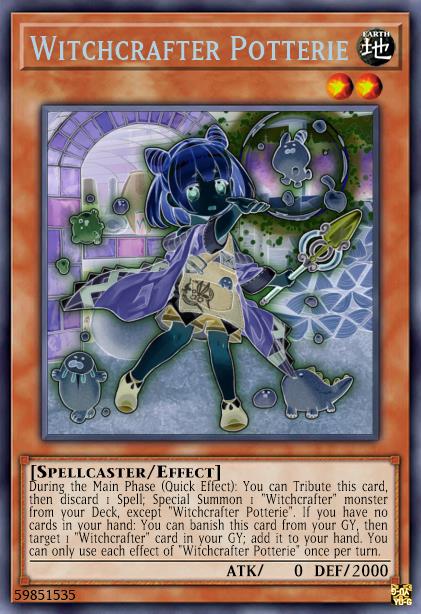 WITCHCRAFTER POTTERIE
EARTH
地
[SPELLCASTER/EFFECT]
During the Main Phase (Quick Effect): You can Tribute this card,
then discard 1 Spell; Special Summon 1 "Witchcrafter" monster
from your Deck, except "Witchcrafter Potterie". If you have no
cards in your hand: You can banish this card from your GY, then
target 1 "Witchcrafter" card in your GY; add it to your hand. You
can only use each effect of "Witchcrafter Potterie" once per turn.
ATK/ 0 DEF/2000
59851535